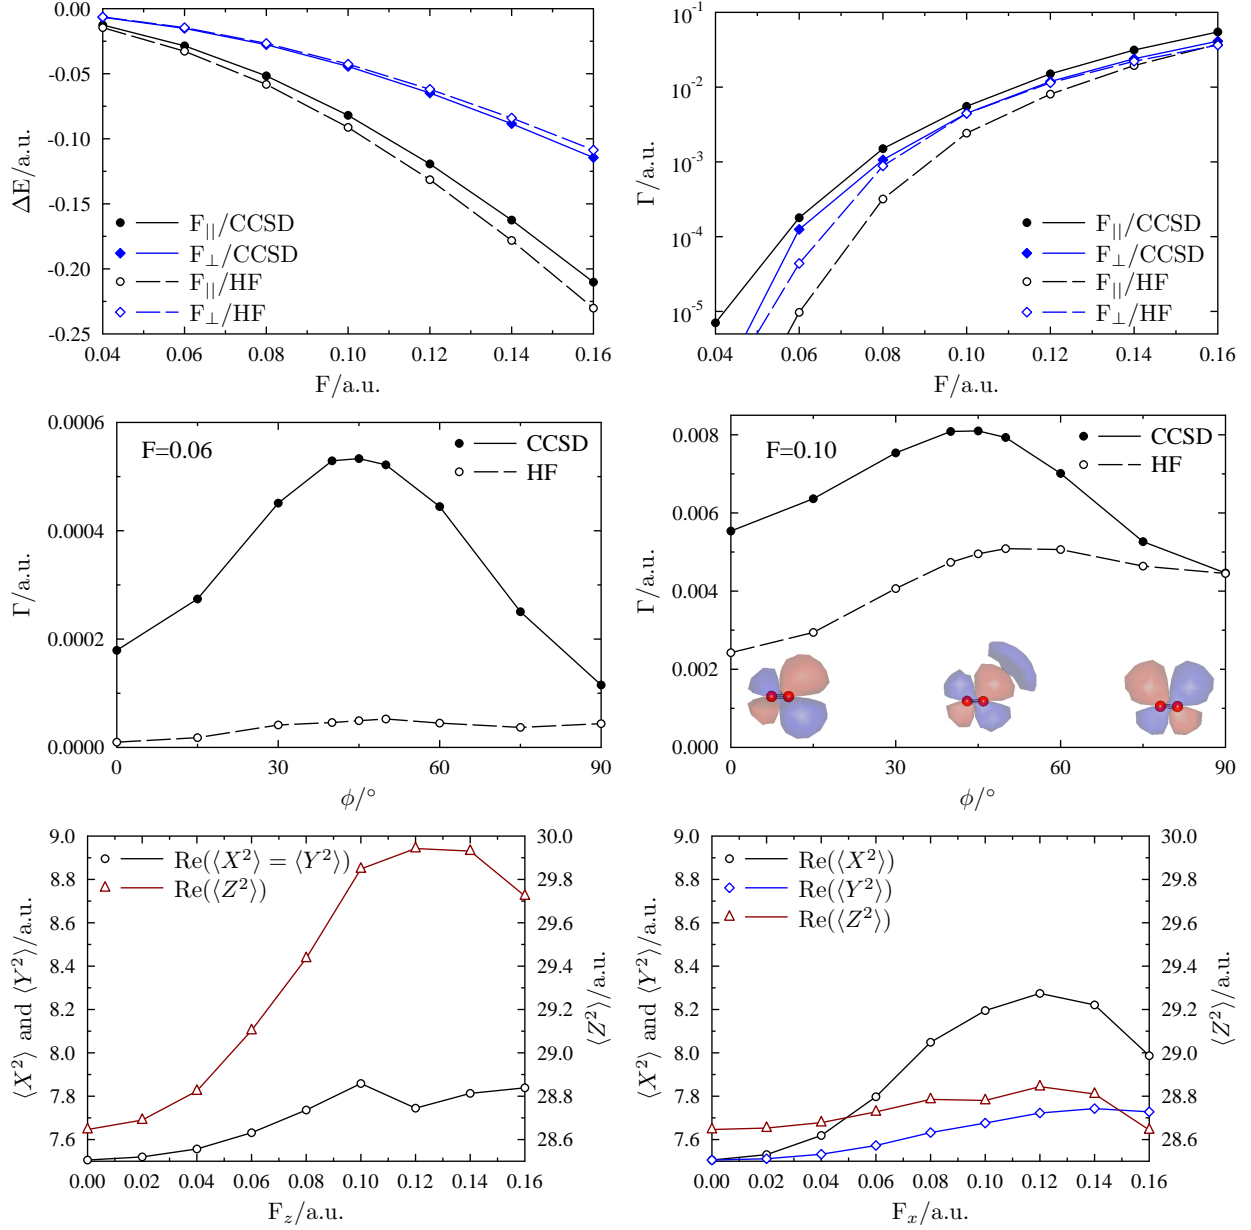 0.00
-0.05
-0.10
-0.15
-0.20
-0.25
ΔE/a.u.
F||/CCSD
F⊥/CCSD
F||/HF
F⊥/HF
0.04 0.06 0.08 0.10 0.12 0.14 0.16
F/a.u.
10-1
10-2
10-3
10-4
10-5
Γ/a.u.
F||/CCSD
F⊥/CCSD
F||/HF
F⊥/HF
0.04 0.06 0.08 0.10 0.12 0.14 0.16
F/a.u.
0.0006
0.0004
0.0002
0.0000
Γ/a.u.
F=0.06
CCSD
HF
0 30 60 90
ϕ/°
0.008
0.006
0.004
0.002
0.000
Γ/a.u.
F=0.10
CCSD
HF
0 15 30 45 60 75 90
ϕ/°
9.0
8.8
8.6
8.4
8.2
8.0
7.8
7.6
⟨X2⟩ and ⟨Y2⟩/a.u.
Re(⟨X2⟩ = ⟨Y2⟩)
Re(⟨Z2⟩)
30.0
29.8
29.6
29.4
29.2
29.0
28.8
28.6
⟨Z2⟩/a.u.
0.00 0.02 0.04 0.06 0.08 0.10 0.12 0.14 0.16
Fz/a.u.
9.0
8.8
8.6
8.4
8.2
8.0
7.8
7.6
⟨X2⟩ and ⟨Y2⟩/a.u.
Re(⟨X2⟩)
Re(⟨Y2⟩)
Re(⟨Z2⟩)
30.0
29.8
29.6
29.4
29.2
29.0
28.8
28.6
⟨Z2⟩/a.u.
0.00 0.02 0.04 0.06 0.08 0.10 0.12 0.14 0.16
Fx/a.u.